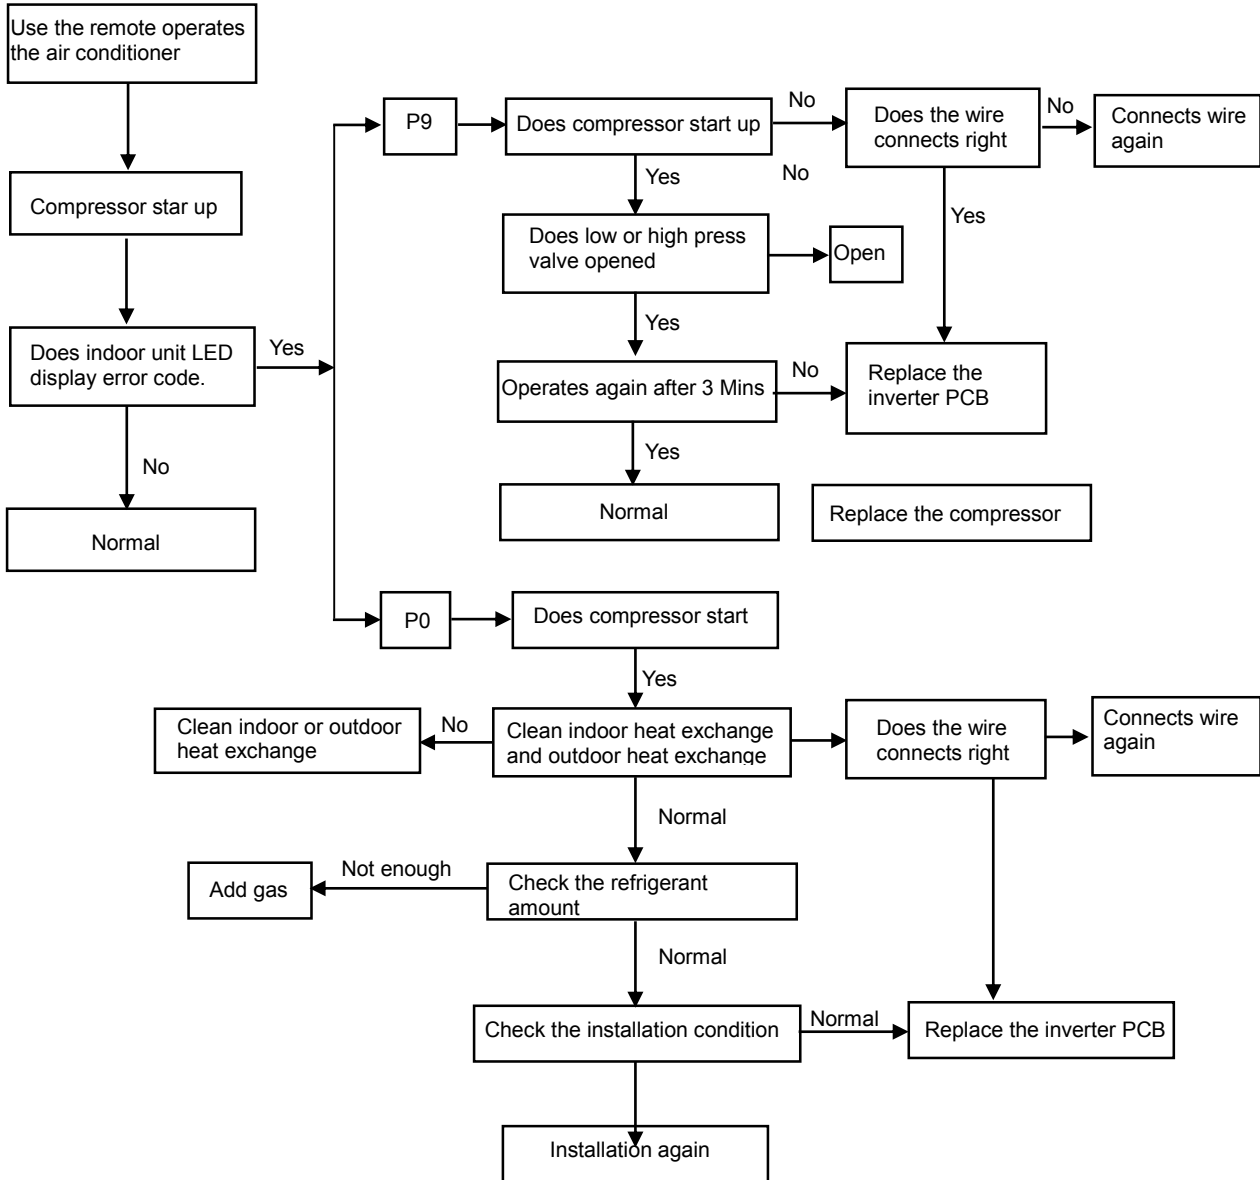 Use the remote operates
the air conditioner
Compressor star up
Does indoor unit LED
display error code.
Yes
No
Normal
P9
Does compressor start up
No
Does the wire
connects right
No
Connects wire
again
Yes
No
Yes
Does low or high press
valve opened
Open
Yes
Operates again after 3 Mins
No
Replace the
inverter PCB
Yes
Normal
Replace the compressor
P0
Does compressor start
Yes
Clean indoor or outdoor
heat exchange
No
Clean indoor heat exchange
and outdoor heat exchange
Does the wire
connects right
Connects wire
again
Normal
Add gas
Not enough
Check the refrigerant
amount
Normal
Check the installation condition
Normal
Replace the inverter PCB
Installation again